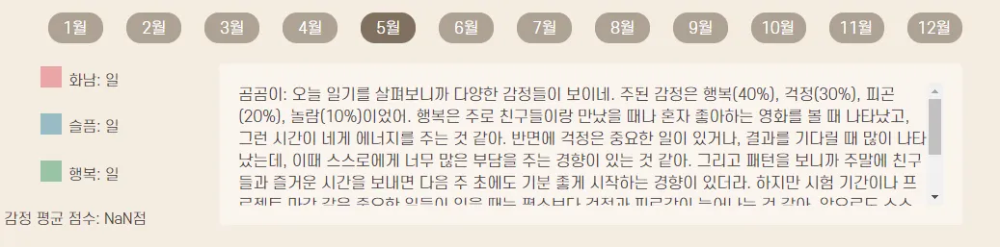 1월 2월 3월 4월 5월 6월 7월 8월 9월 10월 11월 12월
화남: 일
슬픔: 일
행복: 일
감정 평균 점수: NaN점
곰곰이: 오늘 일기를 살펴보니까 다양한 감정들이 보이네. 주된 감정은 행복(40%), 걱정(30%), 피곤
(20%), 놀람(10%)이었어. 행복은 주로 친구들이랑 만났을 때나 혼자 좋아하는 영화를 볼 때 나타났고,
그런 시간이 네게 에너지를 주는 것 같아. 반면에 걱정은 중요한 일이 있거나, 결과를 기다릴 때 많이 나타
났는데, 이때 스스로에게 너무 많은 부담을 주는 경향이 있는 것 같아. 그리고 패턴을 보니까 주말에 친구
들과 즐거운 시간을 보내면 다음 주 초에도 기분 좋게 시작하는 경향이 있더라. 하지만 시험 기간이나 프
로젝트 마감 같은 중요한 일들이 있을 때는 평소보다 걱정과 피로감이 늘어나는 것 같아. 앞으로도 스스